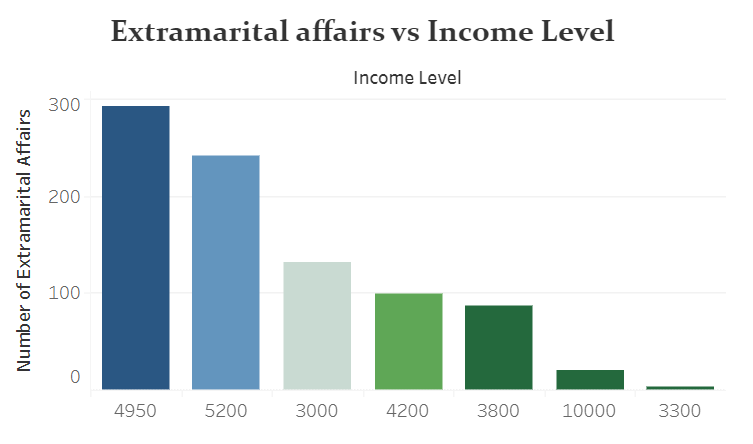 Extramarital affairs vs Income Level
Income Level
Number of Extramarital Affairs
300
200
100
0
4950 5200 3000 4200 3800 10000 3300